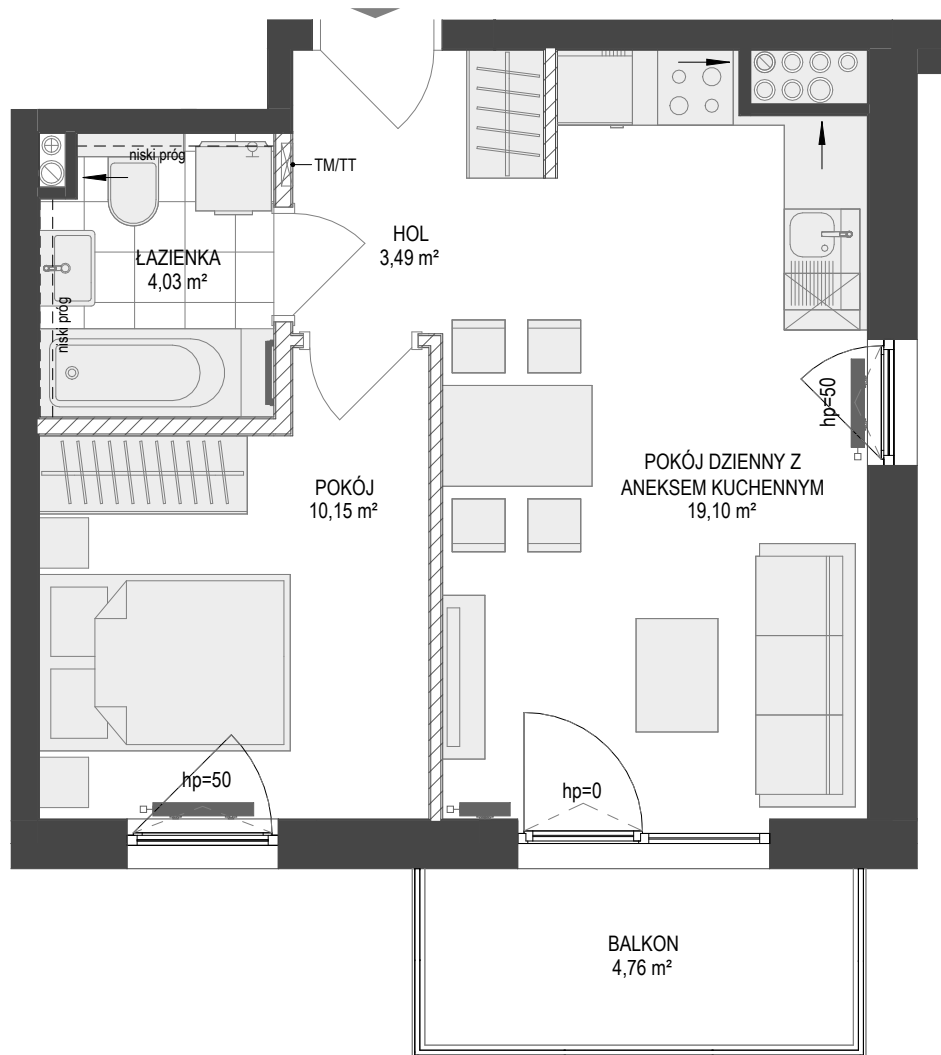 niski próg
TM/TT
HOL
3,49 m²
ŁAZIENKA
4,03 m²
niski próg
hp=50
POKÓJ DZIENNY Z
ANEKSEM KUCHENNYM
19,10 m²
POKÓJ
10,15 m²
hp=50
hp=0
BALKON
4,76 m²